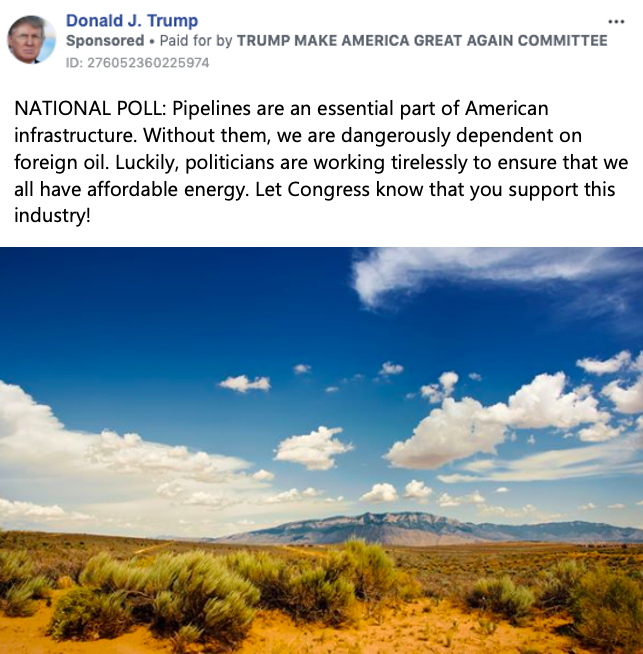 Donald J. Trump
Sponsored • Paid for by TRUMP MAKE AMERICA GREAT AGAIN COMMITTEE
ID: 276052360225974
NATIONAL POLL: Pipelines are an essential part of American
infrastructure. Without them, we are dangerously dependent on
foreign oil. Luckily, politicians are working tirelessly to ensure that we
all have affordable energy. Let Congress know that you support this
industry!